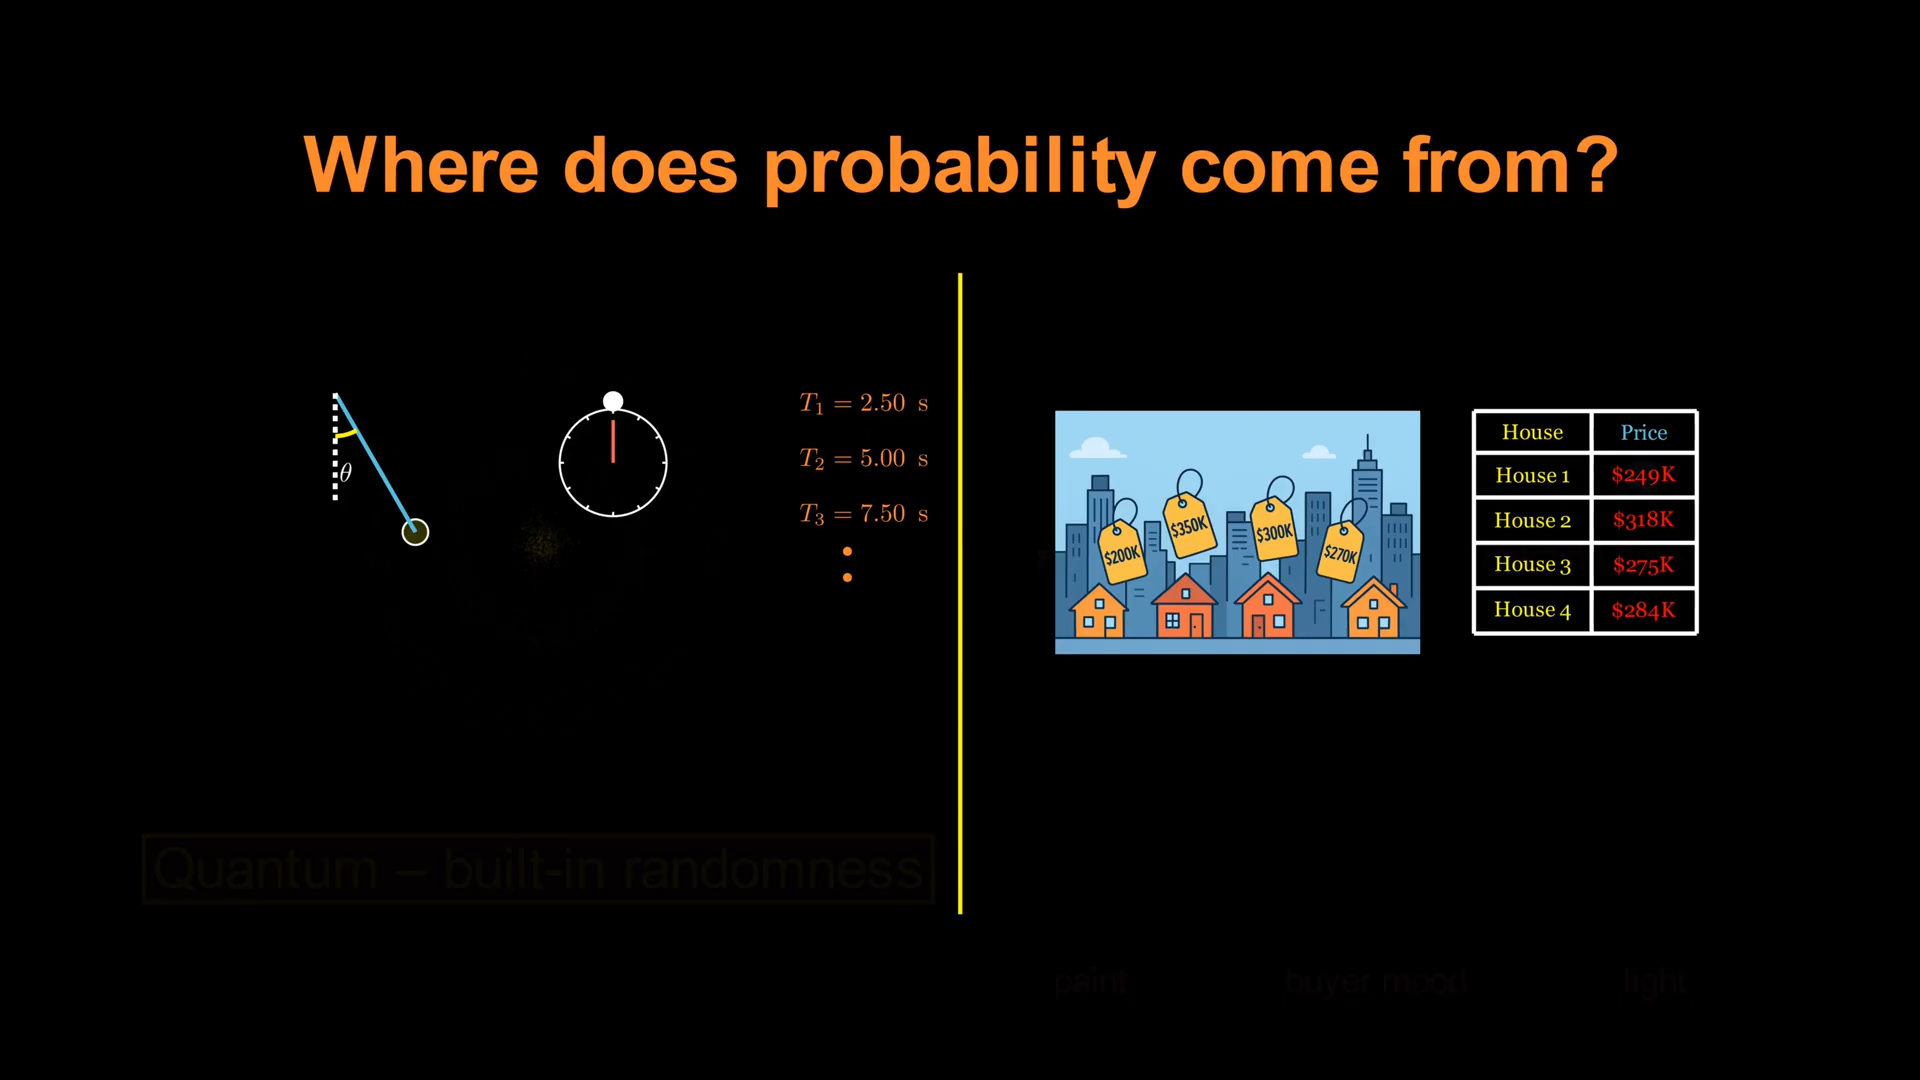 Where does probability come from?
θ
T₁ = 2.50 s
T₂ = 5.00 s
T₃ = 7.50 s
$200K
$350K
$300K
$270K
House Price
House 1 $249K
House 2 $318K
House 3 $275K
House 4 $284K
Quantum – built-in randomness
paint buyer mood light